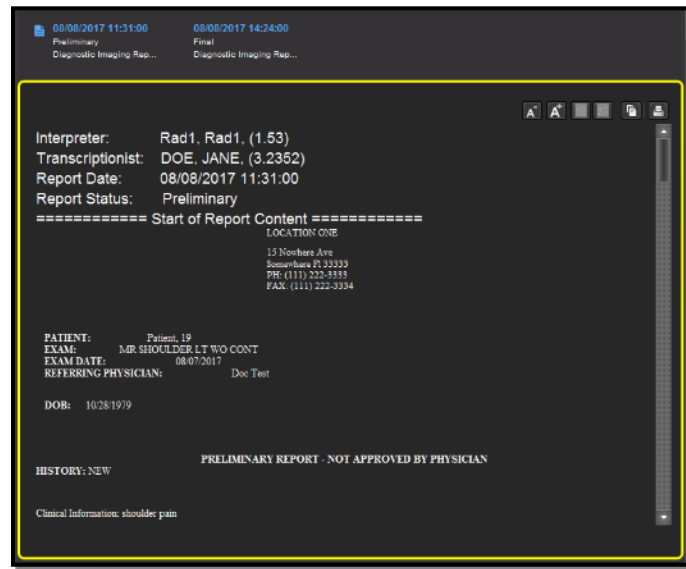 08/08/2017 11:31:00
Preliminary
Diagnostic Imaging Rep...
08/08/2017 14:24:00
Final
Diagnostic Imaging Rep...
A- A+
Interpreter: Rad1, Rad1, (1.53)
Transcriptionist: DOE, JANE, (3.2352)
Report Date: 08/08/2017 11:31:00
Report Status: Preliminary
============ Start of Report Content ============
LOCATION ONE
15 Nowhere Ave
Somewhere Fl 33333
PH: (111) 222-3333
FAX: (111) 222-3334
PATIENT: Patient, 19
EXAM: MR SHOULDER LT WO CONT
EXAM DATE: 08/07/2017
REFERRING PHYSICIAN: Doc Test
DOB: 10/28/1979
PRELIMINARY REPORT - NOT APPROVED BY PHYSICIAN
HISTORY: NEW
Clinical Information: shoulder pain